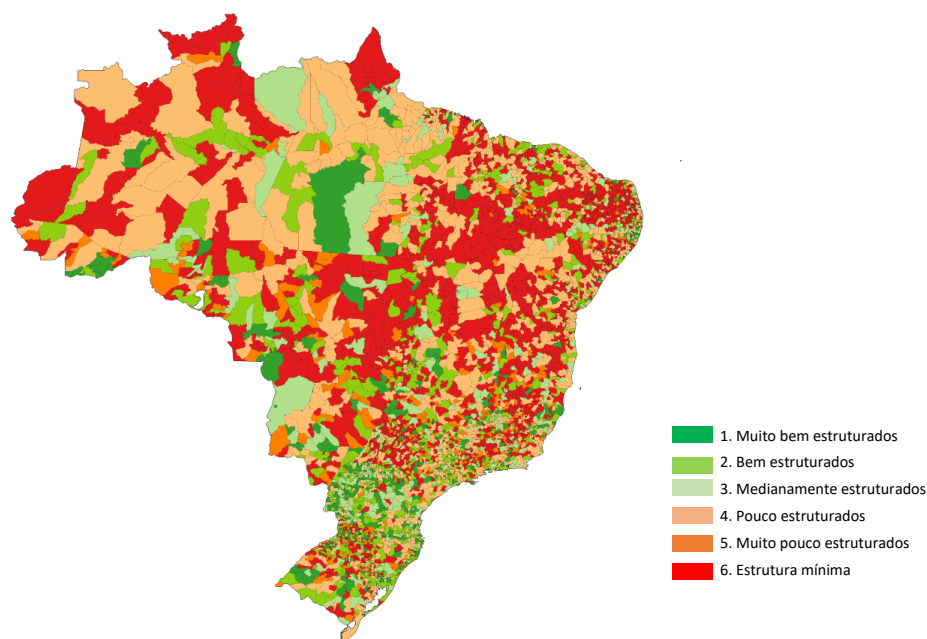 1. Muito bem estruturados
2. Bem estruturados
3. Medianamente estruturados
4. Pouco estruturados
5. Muito pouco estruturados
6. Estrutura mínima